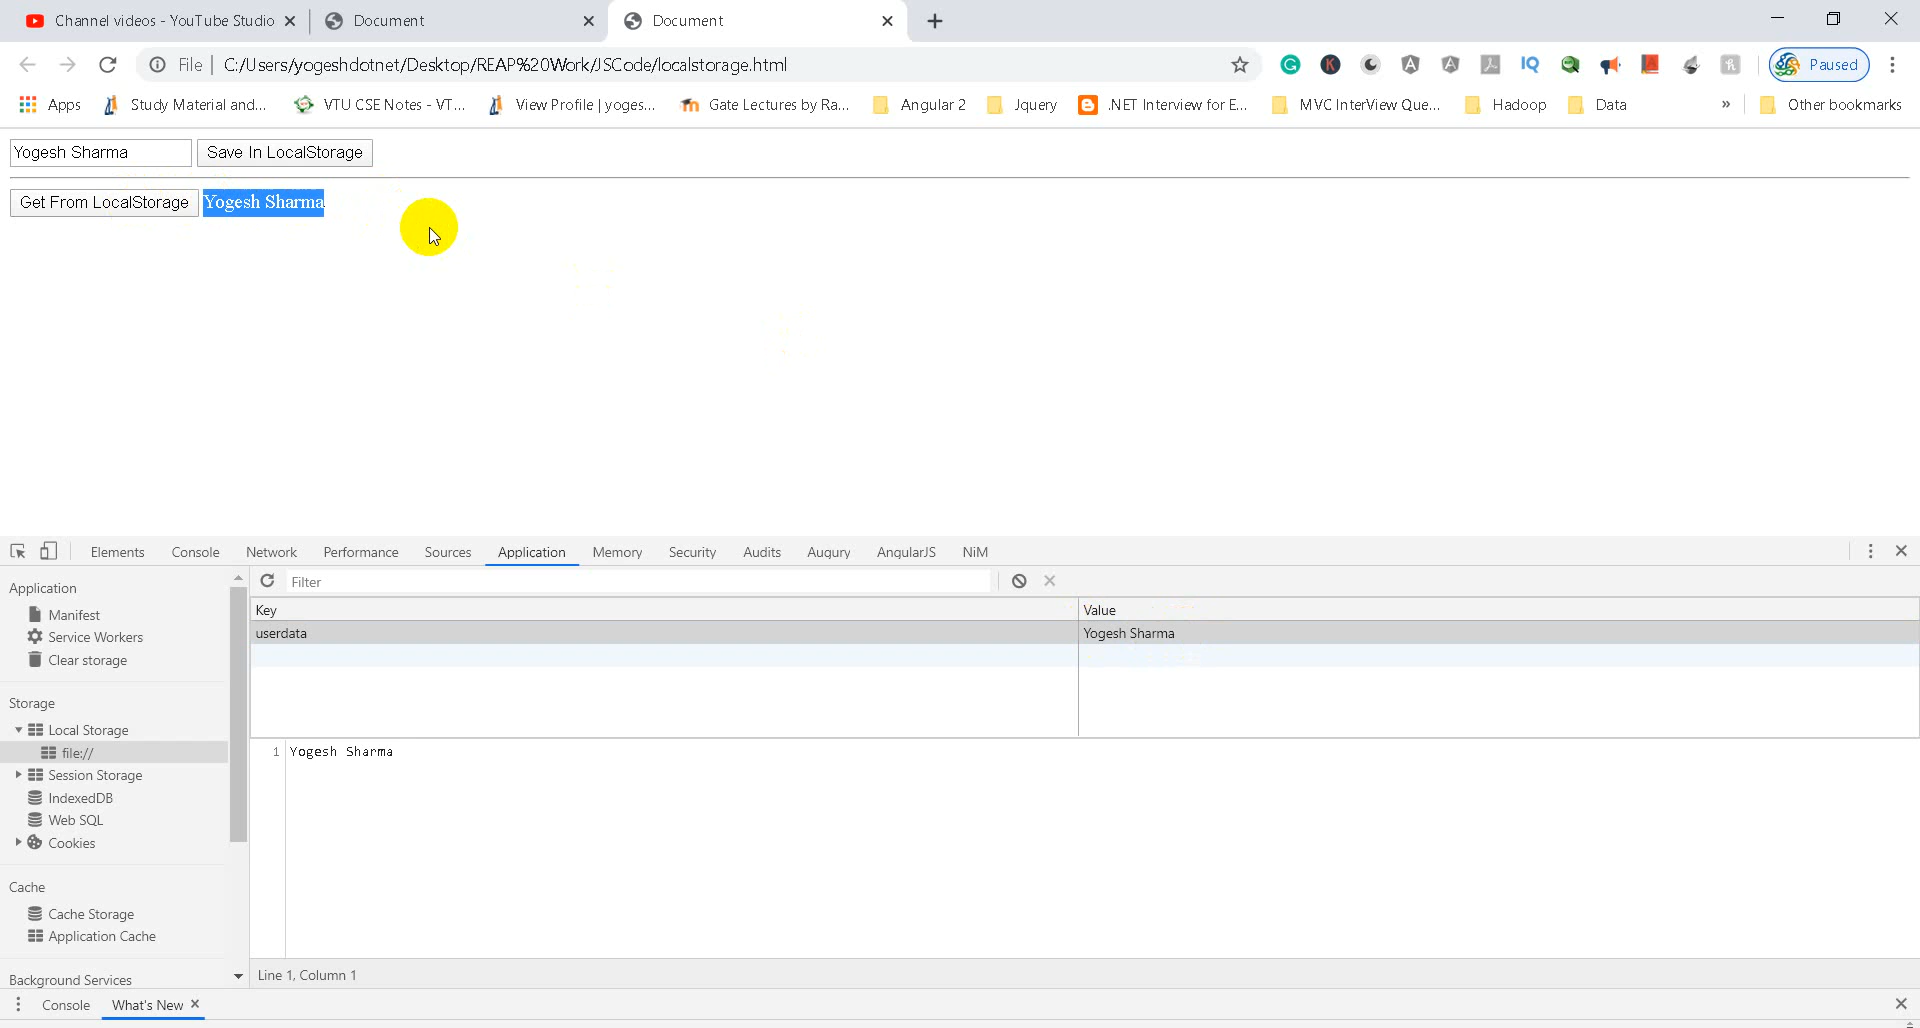 Channel videos - YouTube Studio
Document
Document
File
C:/Users/yogeshdotnet/Desktop/REAP%20Work/JSCode/localstorage.html
Paused
Apps
Study Material and...
VTU CSE Notes - VT...
View Profile | yoges...
Gate Lectures by Ra...
Angular 2
Jquery
.NET Interview for E...
MVC InterView Que...
Hadoop
Data
»
Other bookmarks
Yogesh Sharma
Save In LocalStorage
Get From LocalStorage
Yogesh Sharma
Elements
Console
Network
Performance
Sources
Application
Memory
Security
Audits
Augury
AngularJS
NiM
Application
Manifest
Service Workers
Clear storage
Storage
Local Storage
file://
Session Storage
IndexedDB
Web SQL
Cookies
Cache
Cache Storage
Application Cache
Background Services
Filter
Key
Value
userdata
Yogesh Sharma
1 Yogesh Sharma
Line 1, Column 1
Console
What's New